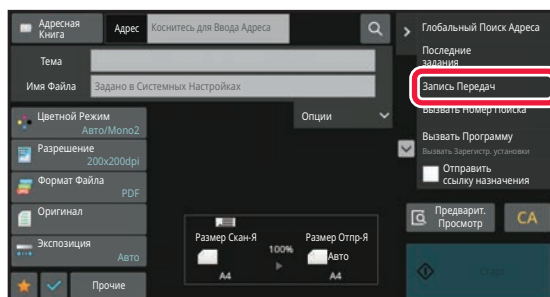 Адресная
Книга
Адрес
Коснитесь для Ввода Адреса
Тема
Имя Файла
Задано в Системных Настройках
Цветной Режим
Авто/Mono2
Опции
Разрешение
200x200dpi
Формат Файла
PDF
Оригинал
Экспозиция
Авто
Прочие
Размер Скан-Я
100%
Размер Отпр-Я
Авто
A4
A4
Глобальный Поиск Адреса
Последние
задания
Запись Передач
Вызвать Номер Поиска
Вызвать Программу
Вызвать Зарегистр. установки
Отправить
ссылку назначения
Предварит.
Просмотр
CA
Старт